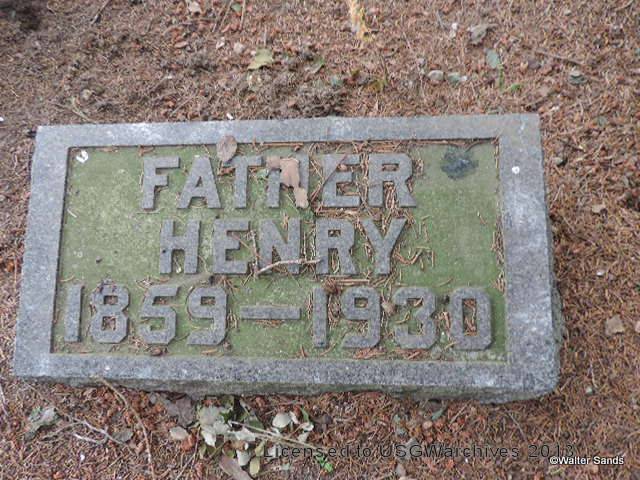 FATHER
HENRY
1859—1930
Licensed to USGWarchives 2013
©Walter Sands